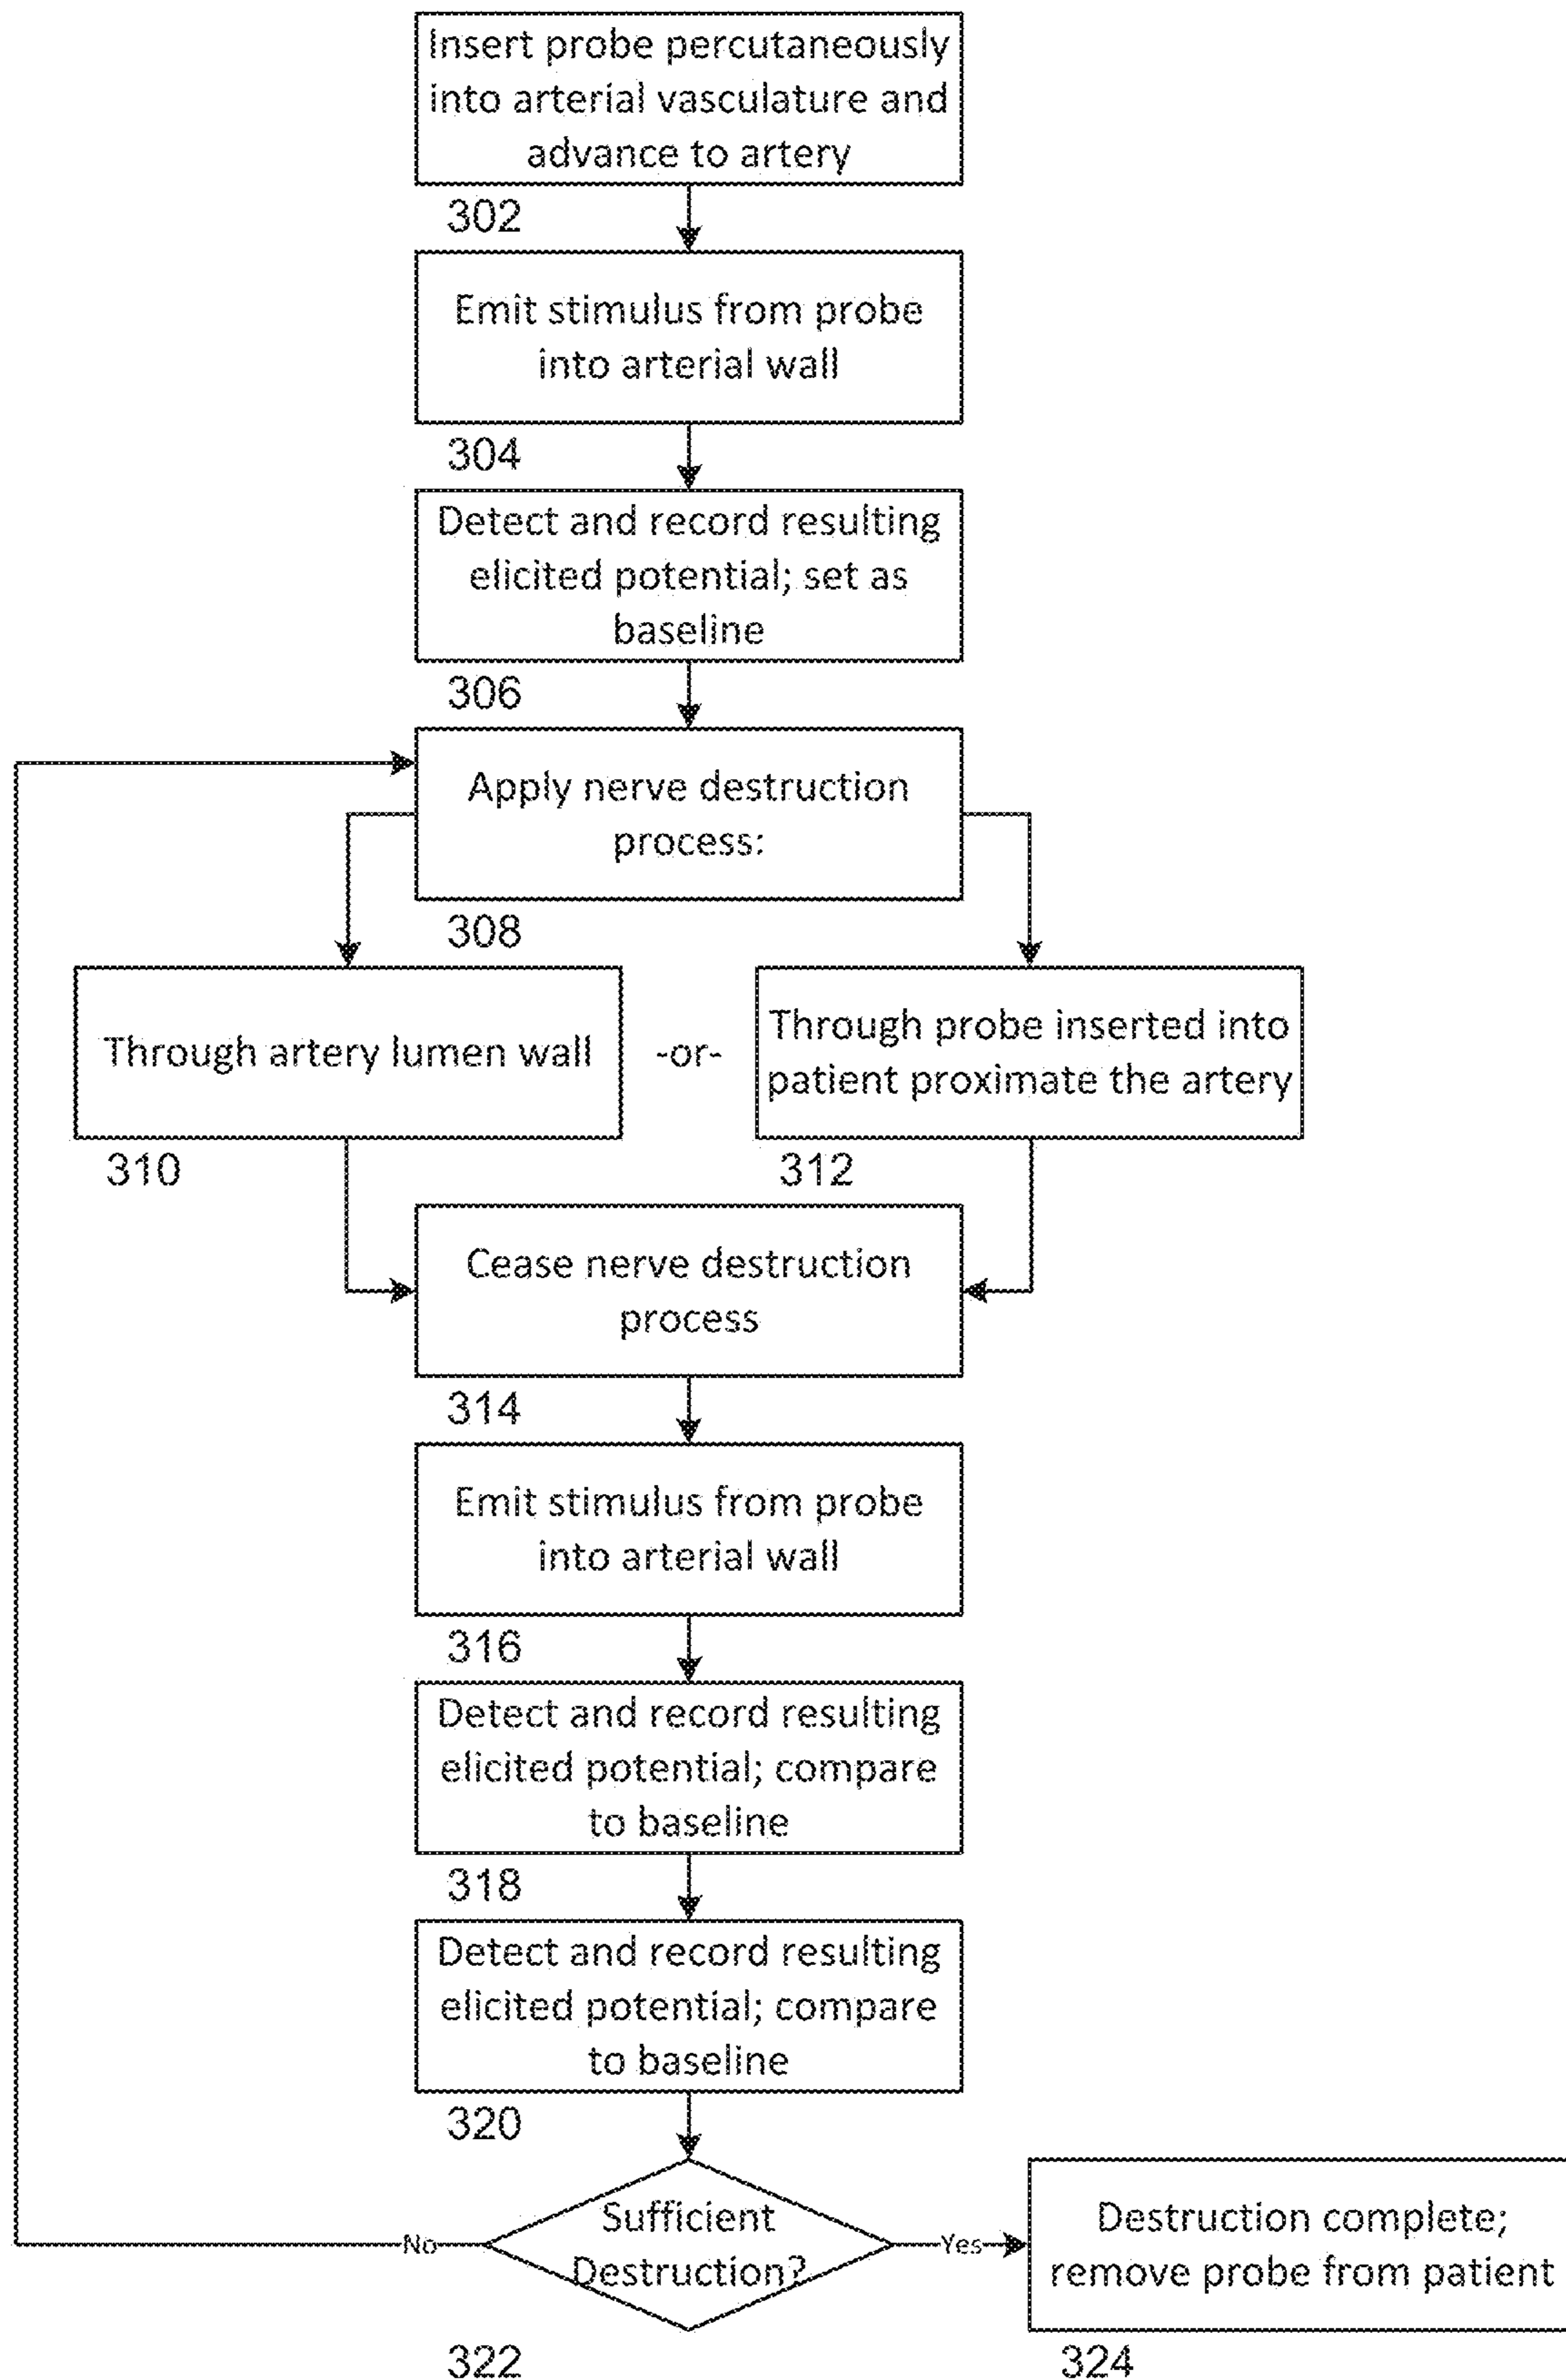 Insert probe percutaneously
into arterial vasculature and
advance to artery
302
Emit stimulus from probe
into arterial wall
304
Detect and record resulting
elicited potential; set as
baseline
306
Apply nerve destruction
process:
308
Through artery lumen wall
-or-
Through probe inserted into
patient proximate the artery
310
312
Cease nerve destruction
process
314
Emit stimulus from probe
into arterial wall
316
Detect and record resulting
elicited potential; compare
to baseline
318
Detect and record resulting
elicited potential; compare
to baseline
320
No
Sufficient
Destruction?
Yes
Destruction complete;
remove probe from patient
322
324